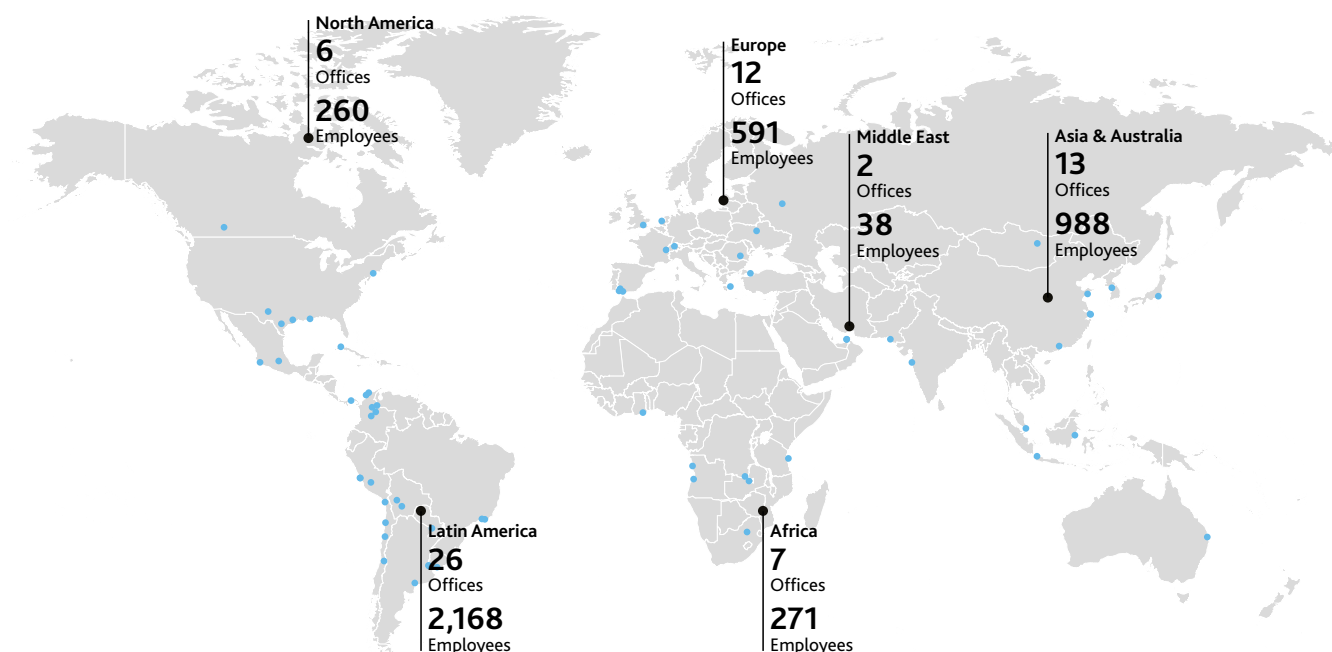 North America
6
Offices
260
Employees
Europe
12
Offices
591
Employees
Middle East
2
Offices
38
Employees
Asia & Australia
13
Offices
988
Employees
Latin America
26
Offices
2,168
Employees
Africa
7
Offices
271
Employees